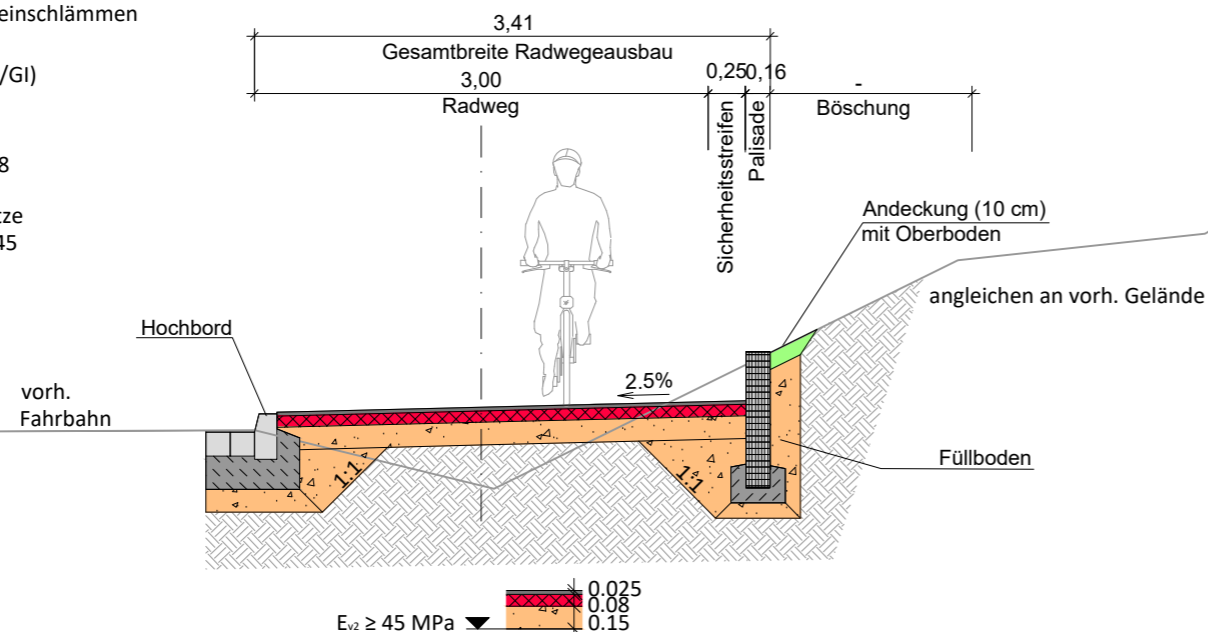 einschlämmen
/GI)
8
tze
45
3,41
Gesamtbreite Radwegeausbau
3,00
Radweg
0,25
0,16
-
Böschung
Sicherheitsstreifen
Palisade
Andeckung (10 cm)
mit Oberboden
angleichen an vorh. Gelände
Hochbord
2.5%
vorh.
Fahrbahn
Füllboden
1:1
1:1
0.025
0.08
0.15
Ev2 ≥ 45 MPa